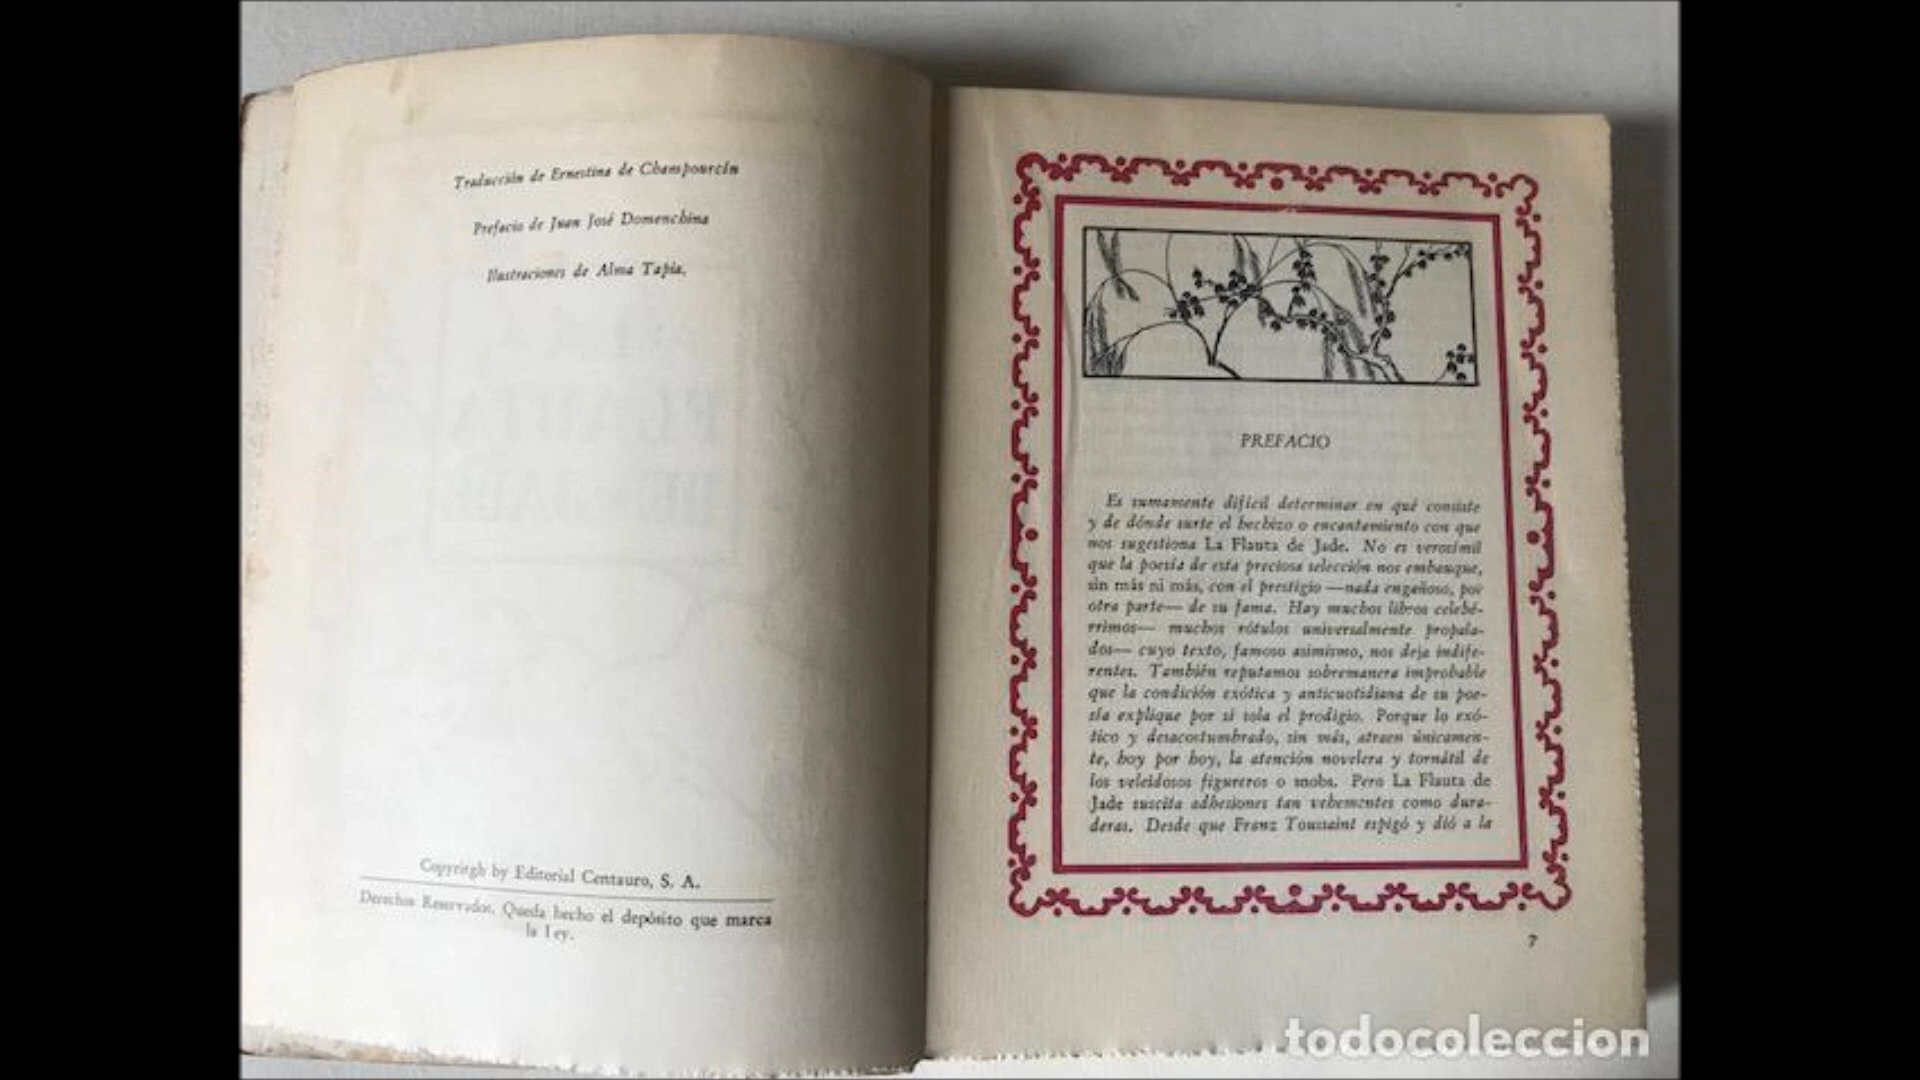 Traducción de Ernestina de Champourcín
Prefacio de Juan José Domenchina
Ilustraciones de Alma Tapia.
Copyritgh by Editorial Centauro, S. A.
Derechos Reservados. Queda hecho el depósito que marca
la Ley.
PREFACIO
Es sumamente difícil determinar en qué consiste
y de dónde surte el hechizo o encantamiento con que
nos sugestiona La Flauta de Jade. No es verosímil
que la poesía de esta preciosa selección nos embauque,
sin más ni más, con el prestigio —nada engañoso, por
otra parte— de su fama. Hay muchos libros celebé-
rrimos— muchos rótulos universalmente propala-
dos— cuyo texto, famoso asimismo, nos deja indife-
rentes. También reputamos sobremanera improbable
que la condición exótica y anticuotidiana de su poe-
sía explique por sí sola el prodigio. Porque lo exó-
tico y desacostumbrado, sin más, atraen únicamen-
te, hoy por hoy, la atención novelera y tornátil de
los veleidosos figureros o snobs. Pero La Flauta de
Jade suscita adhesiones tan vehementes como dura-
deras. Desde que Franz Toussaint espigó y dió a la
7
todocoleccion